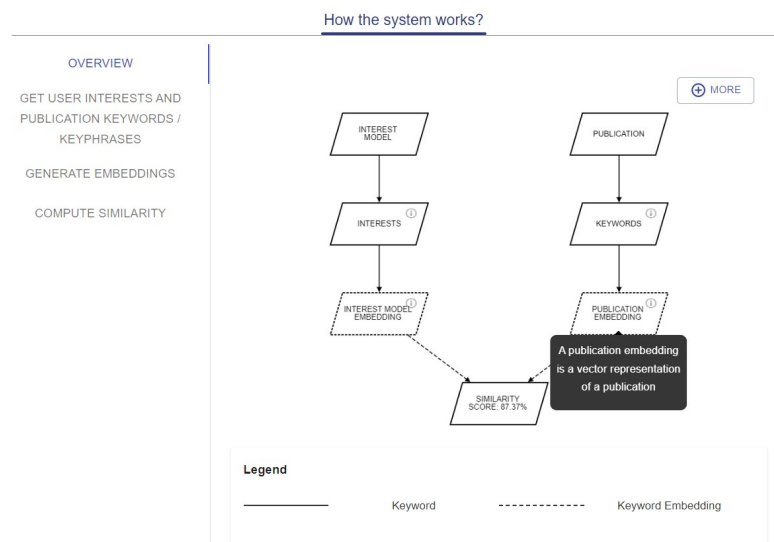 How the system works?
OVERVIEW
GET USER INTERESTS AND
PUBLICATION KEYWORDS /
KEYPHRASES
GENERATE EMBEDDINGS
COMPUTE SIMILARITY
MORE
INTEREST
MODEL
PUBLICATION
INTERESTS
KEYWORDS
INTEREST MODEL
EMBEDDING
PUBLICATION
EMBEDDING
A publication embedding
is a vector representation
of a publication
SIMILARITY
SCORE: 87.37%
Legend
Keyword
Keyword Embedding